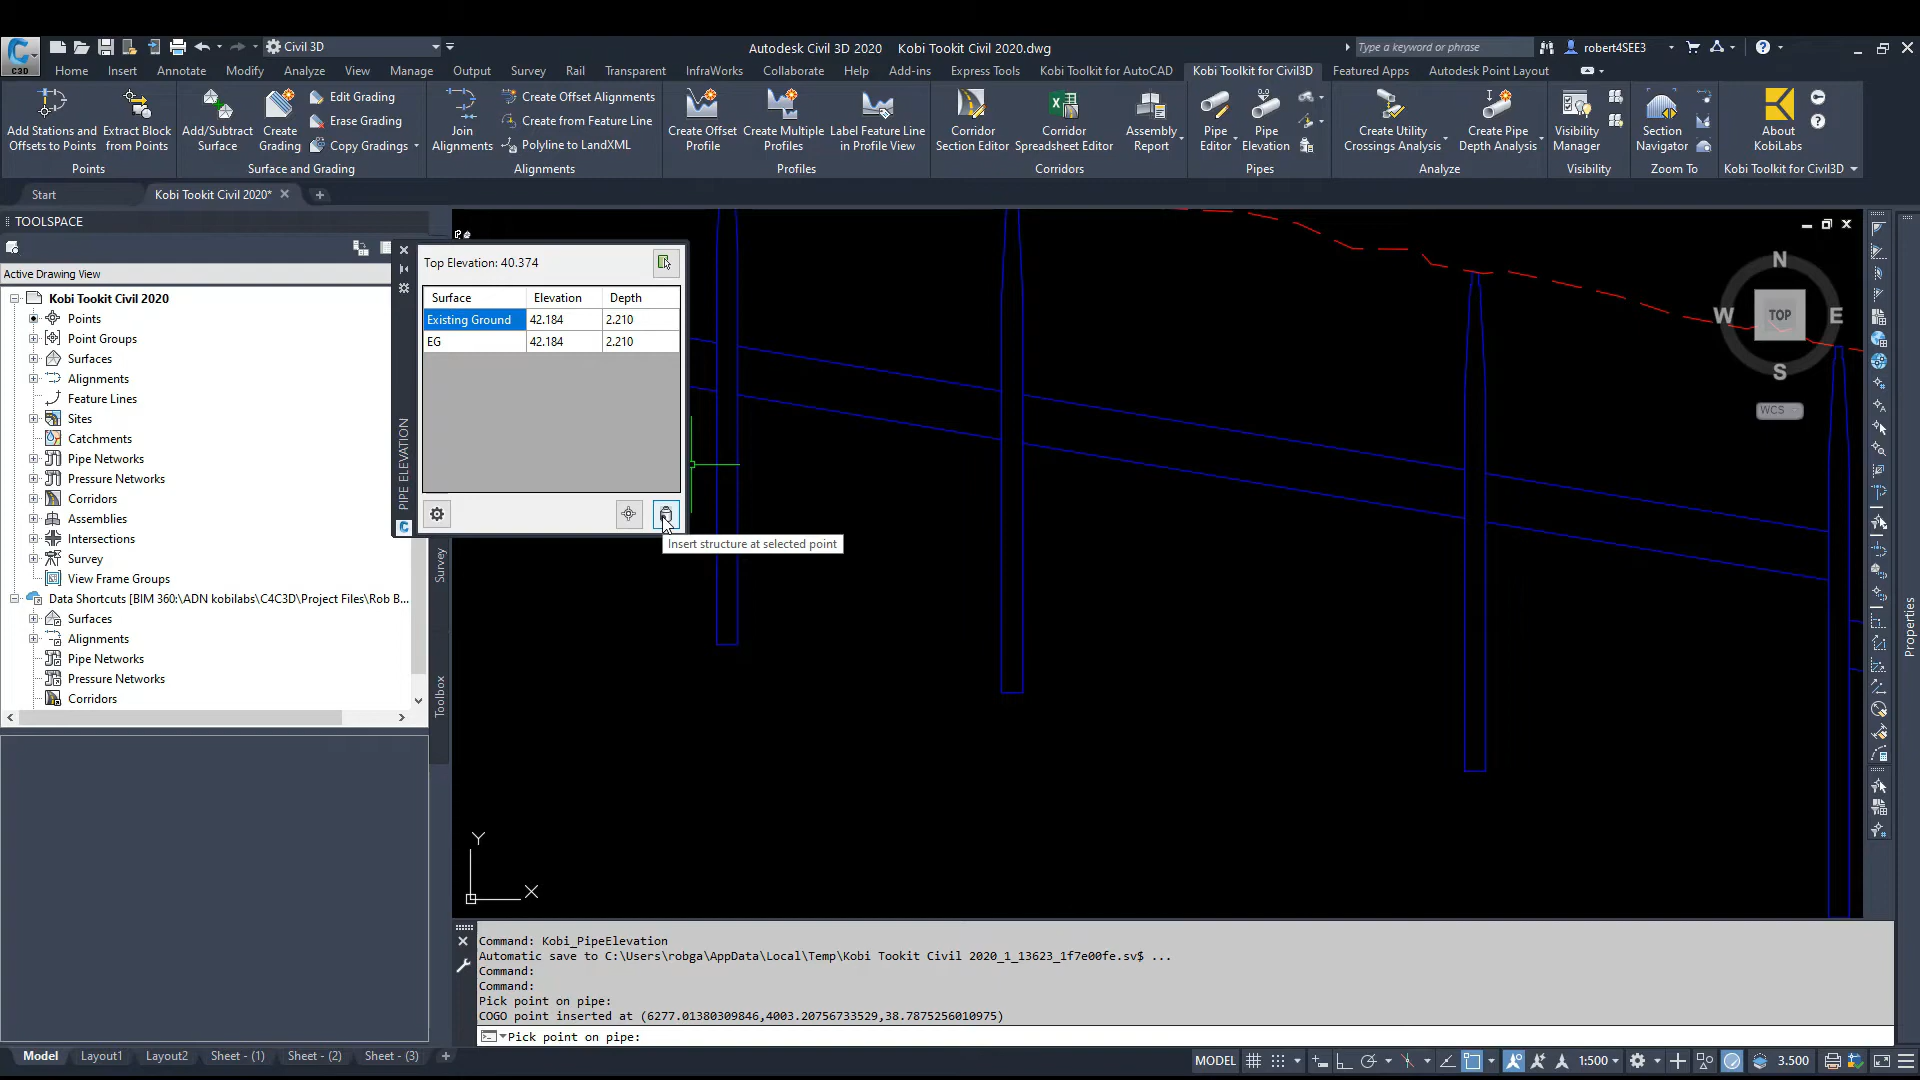 Civil 3D
Autodesk Civil 3D 2020 Kobi Tookit Civil 2020.dwg
Type a keyword or phrase
robert4SEE3
C3D
Home Insert Annotate Modify Analyze View Manage Output Survey Rail Transparent InfraWorks Collaborate Help Add-ins Express Tools Kobi Toolkit for AutoCAD Kobi Toolkit for Civil3D Featured Apps Autodesk Point Layout
Add Stations and
Offsets to Points
Extract Block
from Points
Points
Add/Subtract
Surface
Create
Grading
Edit Grading
Erase Grading
Copy Gradings
Surface and Grading
Join
Alignments
Create Offset Alignments
Create from Feature Line
Polyline to LandXML
Alignments
Create Offset
Profile
Create Multiple
Profiles
Label Feature Line
in Profile View
Profiles
Corridor
Section Editor
Corridor
Spreadsheet Editor
Assembly
Report
Corridors
Pipe
Editor
Pipe
Elevation
Pipes
Create Utility
Crossings Analysis
Create Pipe
Depth Analysis
Analyze
Visibility
Manager
Visibility
Section
Navigator
Zoom To
About
KobiLabs
Kobi Toolkit for Civil3D
Start
Kobi Tookit Civil 2020*
TOOLSPACE
Active Drawing View
Kobi Tookit Civil 2020
Points
Point Groups
Surfaces
Alignments
Feature Lines
Sites
Catchments
Pipe Networks
Pressure Networks
Corridors
Assemblies
Intersections
Survey
View Frame Groups
Data Shortcuts [BIM 360:\ADN kobilabs\C4C3D\Project Files\Rob B...
Surfaces
Alignments
Pipe Networks
Pressure Networks
Corridors
Survey
Toolbox
PIPE ELEVATION
Top Elevation: 40.374
Surface Elevation Depth
Existing Ground 42.184 2.210
EG 42.184 2.210
Insert structure at selected point
N
W TOP E
S
WCS
Properties
Y
X
Command: Kobi_PipeElevation
Automatic save to C:\Users\robga\AppData\Local\Temp\Kobi Tookit Civil 2020_1_13623_1f7e00fe.sv$ ...
Command:
Command:
Pick point on pipe:
COGO point inserted at (6277.01380309846,4003.20756733529,38.7875256010975)
Pick point on pipe:
Model Layout1 Layout2 Sheet - (1) Sheet - (2) Sheet - (3)
MODEL 1:500 3.500